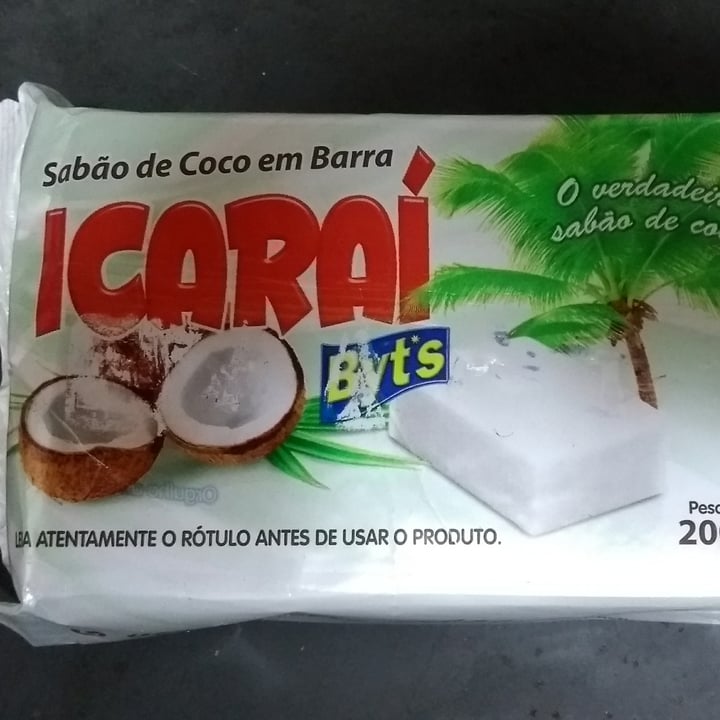 Sabão de Coco em Barra
ICARAÍ
O verdadei
sabão de co
Byt's
LEIA ATENTAMENTE O RÓTULO ANTES DE USAR O PRODUTO.
Peso
200